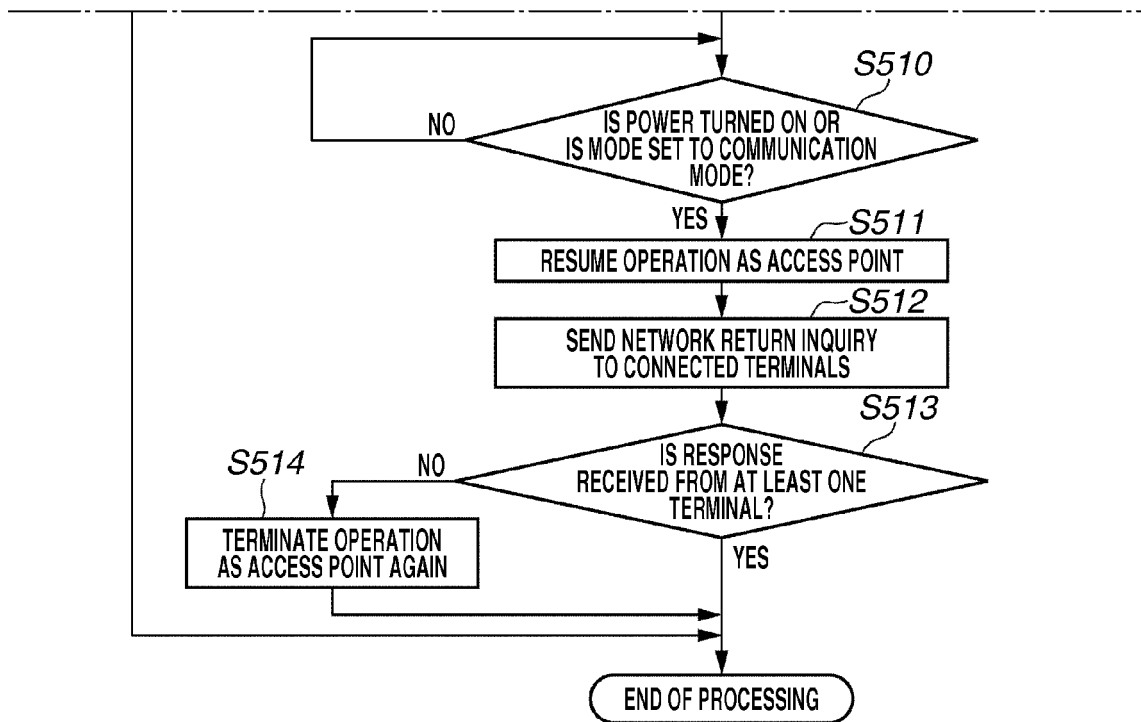 S510
IS POWER TURNED ON OR
IS MODE SET TO COMMUNICATION
MODE?
NO
YES
S511
RESUME OPERATION AS ACCESS POINT
S512
SEND NETWORK RETURN INQUIRY
TO CONNECTED TERMINALS
S513
IS RESPONSE
RECEIVED FROM AT LEAST ONE
TERMINAL?
NO
S514
TERMINATE OPERATION
AS ACCESS POINT AGAIN
YES
END OF PROCESSING